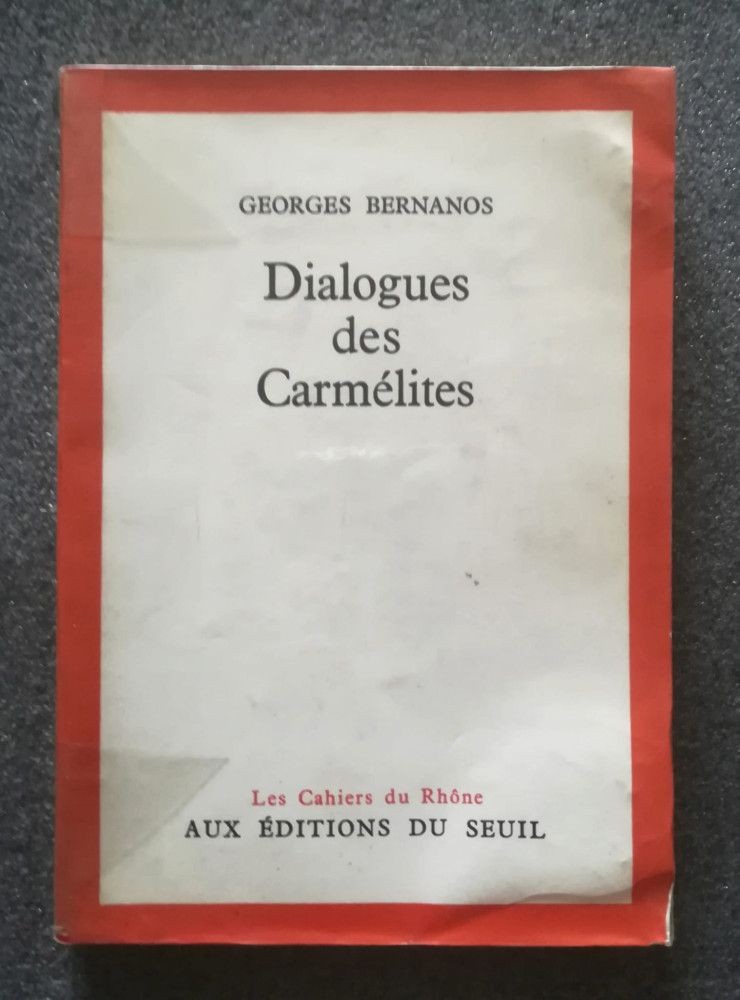 GEORGES BERNANOS
Dialogues
des
Carmélites
Les Cahiers du Rhône
AUX ÉDITIONS DU SEUIL